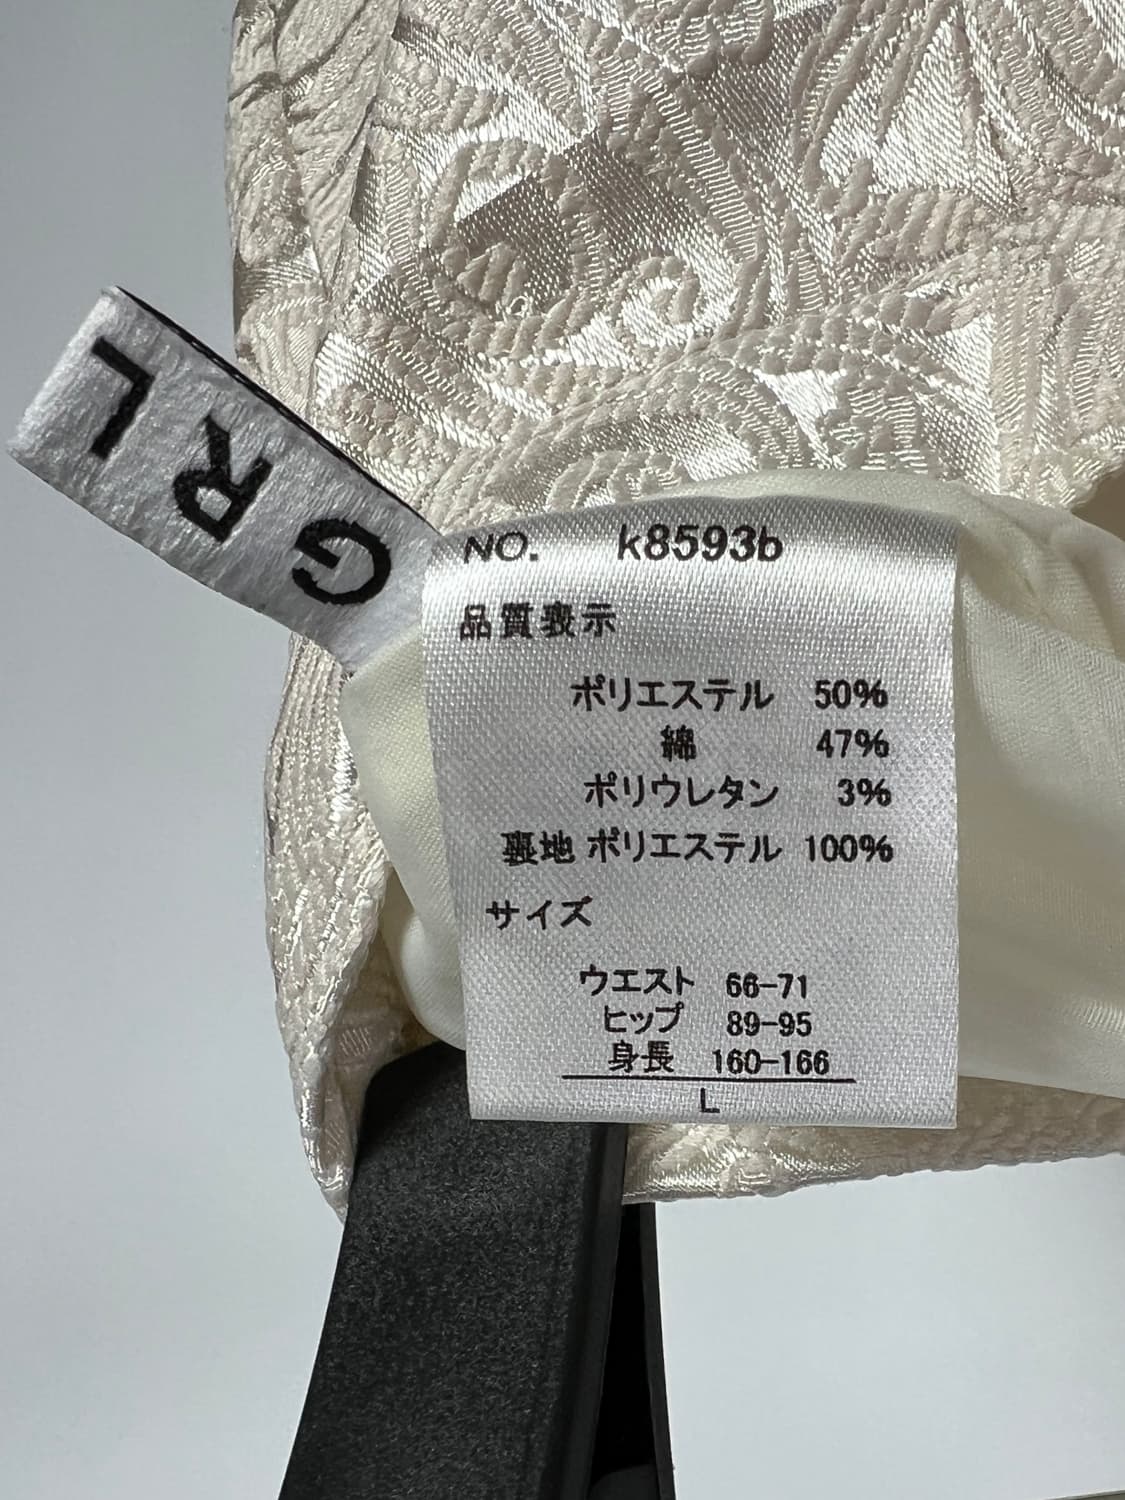 GRL
NO. k8593b
品質表示
ポリエステル 50%
綿 47%
ポリウレタン 3%
裏地 ポリエステル 100%
サイズ
ウエスト 66-71
ヒップ 89-95
身長 160-166
L